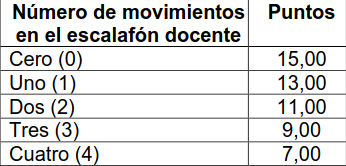 Número de movimientos Puntos
en el escalafón docente
Cero (0) 15,00
Uno (1) 13,00
Dos (2) 11,00
Tres (3) 9,00
Cuatro (4) 7,00